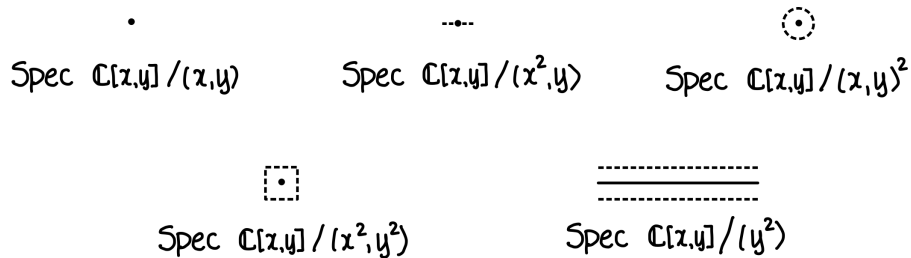 Spec ℂ[x,y]/(x,y)
Spec ℂ[x,y]/(x²,y)
Spec ℂ[x,y]/(x,y)²
Spec ℂ[x,y]/(x²,y²)
Spec ℂ[x,y]/(y²)